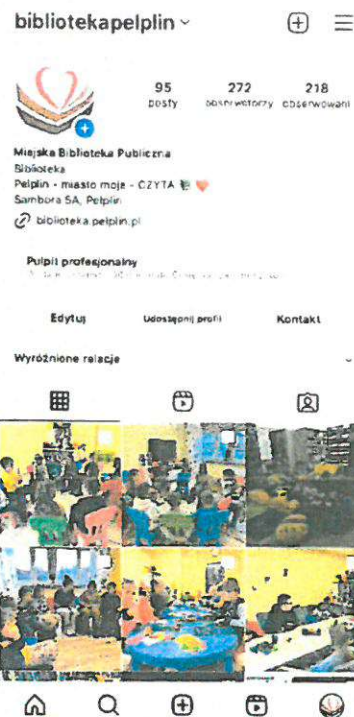 bibliotekapelplin
95 272 218
posty obserwatorzy obserwowani
Miejska Biblioteka Publiczna
Biblioteka
Pelplin - miasto moje - CZYTA
Sambora 5A, Pelplin
biblioteka.pelplin.pl
Pulpit profesjonalny
Edytuj Udostępnij profil Kontakt
Wyróżnione relacje